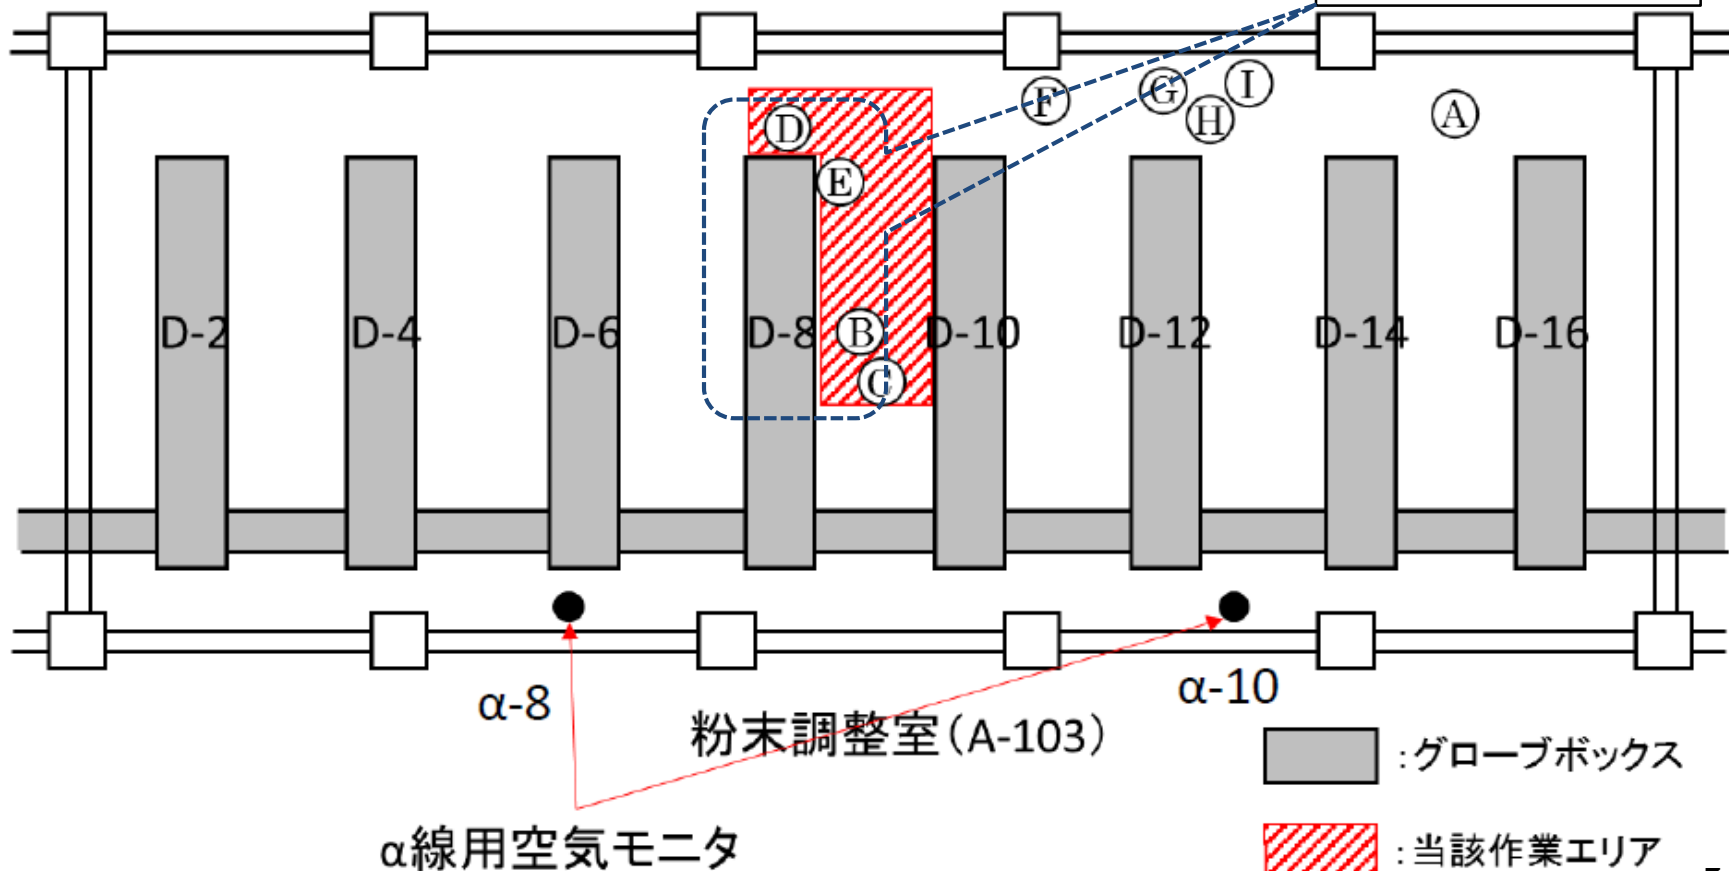 F
G
I
H
A
D
E
D-2
D-4
D-6
D-8
B
D-10
D-12
D-14
D-16
C
α-8
α-10
粉末調整室(A-103)
:グローブボックス
α線用空気モニタ
:当該作業エリア